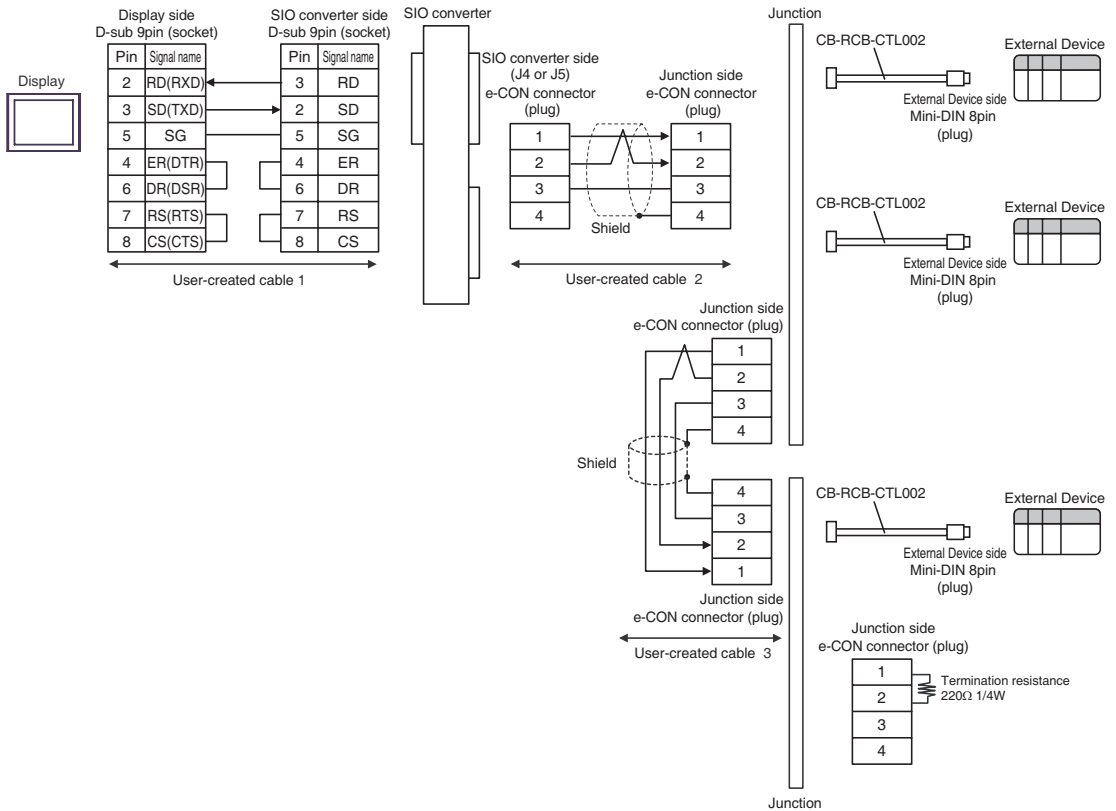 Display
Display side
D-sub 9pin (socket)
Pin Signal name
2 RD(RXD)
3 SD(TXD)
5 SG
4 ER(DTR)
6 DR(DSR)
7 RS(RTS)
8 CS(CTS)
SIO converter side
D-sub 9pin (socket)
Pin Signal name
3 RD
2 SD
5 SG
4 ER
6 DR
7 RS
8 CS
User-created cable 1
SIO converter
SIO converter side
(J4 or J5)
e-CON connector
(plug)
1
2
3
4
Shield
Junction side
e-CON connector
(plug)
1
2
3
4
User-created cable 2
Junction
CB-RCB-CTL002
External Device side
Mini-DIN 8pin
(plug)
External Device
CB-RCB-CTL002
External Device side
Mini-DIN 8pin
(plug)
External Device
Junction side
e-CON connector (plug)
1
2
3
4
Shield
4
3
2
1
Junction side
e-CON connector (plug)
User-created cable 3
CB-RCB-CTL002
External Device side
Mini-DIN 8pin
(plug)
External Device
Junction side
e-CON connector (plug)
1
2
3
4
Termination resistance
220Ω 1/4W
Junction